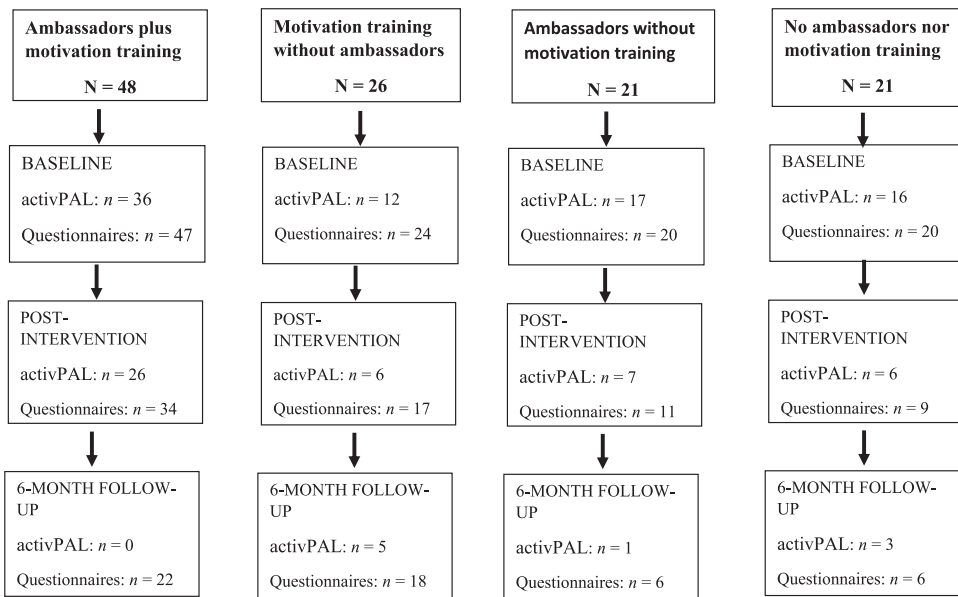 Ambassadors plus
motivation training
N = 48
BASELINE
activPAL: n = 36
Questionnaires: n = 47
POST-
INTERVENTION
activPAL: n = 26
Questionnaires: n = 34
6-MONTH FOLLOW-
UP
activPAL: n = 0
Questionnaires: n = 22
Motivation training
without ambassadors
N = 26
BASELINE
activPAL: n = 12
Questionnaires: n = 24
POST-
INTERVENTION
activPAL: n = 6
Questionnaires: n = 17
6-MONTH FOLLOW-
UP
activPAL: n = 5
Questionnaires: n = 18
Ambassadors without
motivation training
N = 21
BASELINE
activPAL: n = 17
Questionnaires: n = 20
POST-
INTERVENTION
activPAL: n = 7
Questionnaires: n = 11
6-MONTH FOLLOW-
UP
activPAL: n = 1
Questionnaires: n = 6
No ambassadors nor
motivation training
N = 21
BASELINE
activPAL: n = 16
Questionnaires: n = 20
POST-
INTERVENTION
activPAL: n = 6
Questionnaires: n = 9
6-MONTH FOLLOW-
UP
activPAL: n = 3
Questionnaires: n = 6